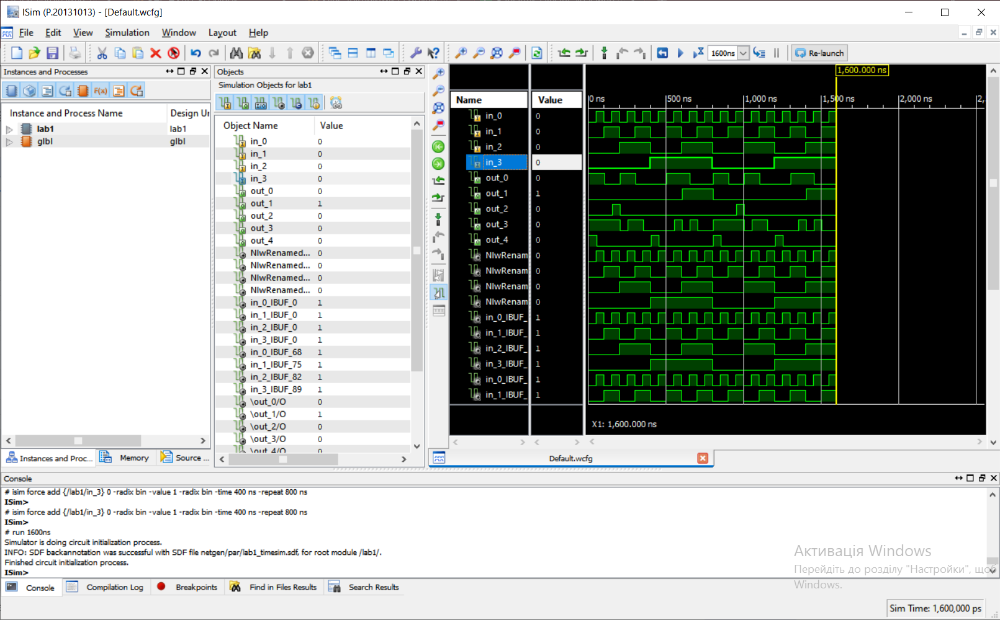 ISim (P.20131013) - [Default.wcfg]
File Edit View Simulation Window Layout Help
1600ns Re-launch
Instances and Processes
Instance and Process Name Design Ur
lab1 lab1
glbl glbl
Instances and Proc... Memory Source ...
Objects
Simulation Objects for lab1
Object Name Value
in_0 0
in_1 0
in_2 0
in_3 0
out_0 0
out_1 1
out_2 0
out_3 0
out_4 0
NlwRenamed... 0
NlwRenamed... 0
NlwRenamed... 0
NlwRenamed... 0
in_0_IBUF_0 1
in_1_IBUF_0 1
in_2_IBUF_0 1
in_3_IBUF_0 1
in_0_IBUF_68 1
in_1_IBUF_75 1
in_2_IBUF_82 1
in_3_IBUF_89 1
\out_0/O 0
\out_1/O 1
\out_2/O 0
\out_3/O 0
\out_4/O 0
1,600.000 ns
Name Value
0 ns 500 ns 1,000 ns 1,500 ns 2,000 ns 2,
in_0 0
in_1 0
in_2 0
in_3 0
out_0 0
out_1 1
out_2 0
out_3 0
out_4 0
NlwRenam 0
NlwRenam 0
NlwRenam 0
NlwRenam 0
in_0_IBUF_ 1
in_1_IBUF_ 1
in_2_IBUF_ 1
in_3_IBUF_ 1
in_0_IBUF_ 1
in_1_IBUF_ 1
X1: 1,600.000 ns
Default.wcfg
Console
# isim force add {/lab1/in_3} 0 -radix bin -value 1 -radix bin -time 400 ns -repeat 800 ns
ISim>
# isim force add {/lab1/in_3} 0 -radix bin -value 1 -radix bin -time 400 ns -repeat 800 ns
ISim>
# run 1600ns
Simulator is doing circuit initialization process.
INFO: SDF backannotation was successful with SDF file netgen/par/lab1_timesim.sdf, for root module /lab1/.
Finished circuit initialization process.
ISim>
Активація Windows
Перейдіть до розділу "Настройки", щоб
Windows.
Console Compilation Log Breakpoints Find in Files Results Search Results
Sim Time: 1,600,000 ps